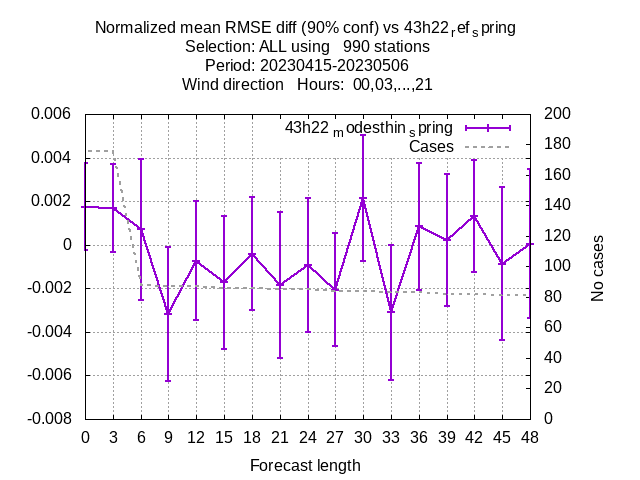 Normalized mean RMSE diff (90% conf) vs 43h22refspring
Selection: ALL using 990 stations
Period: 20230415-20230506
Wind direction Hours: 00,03,...,21
43h22modesthinspring
Cases
0.006
0.004
0.002
0
-0.002
-0.004
-0.006
-0.008
200
180
160
140
120
100
80
60
40
20
0
No cases
0 3 6 9 12 15 18 21 24 27 30 33 36 39 42 45 48
Forecast length